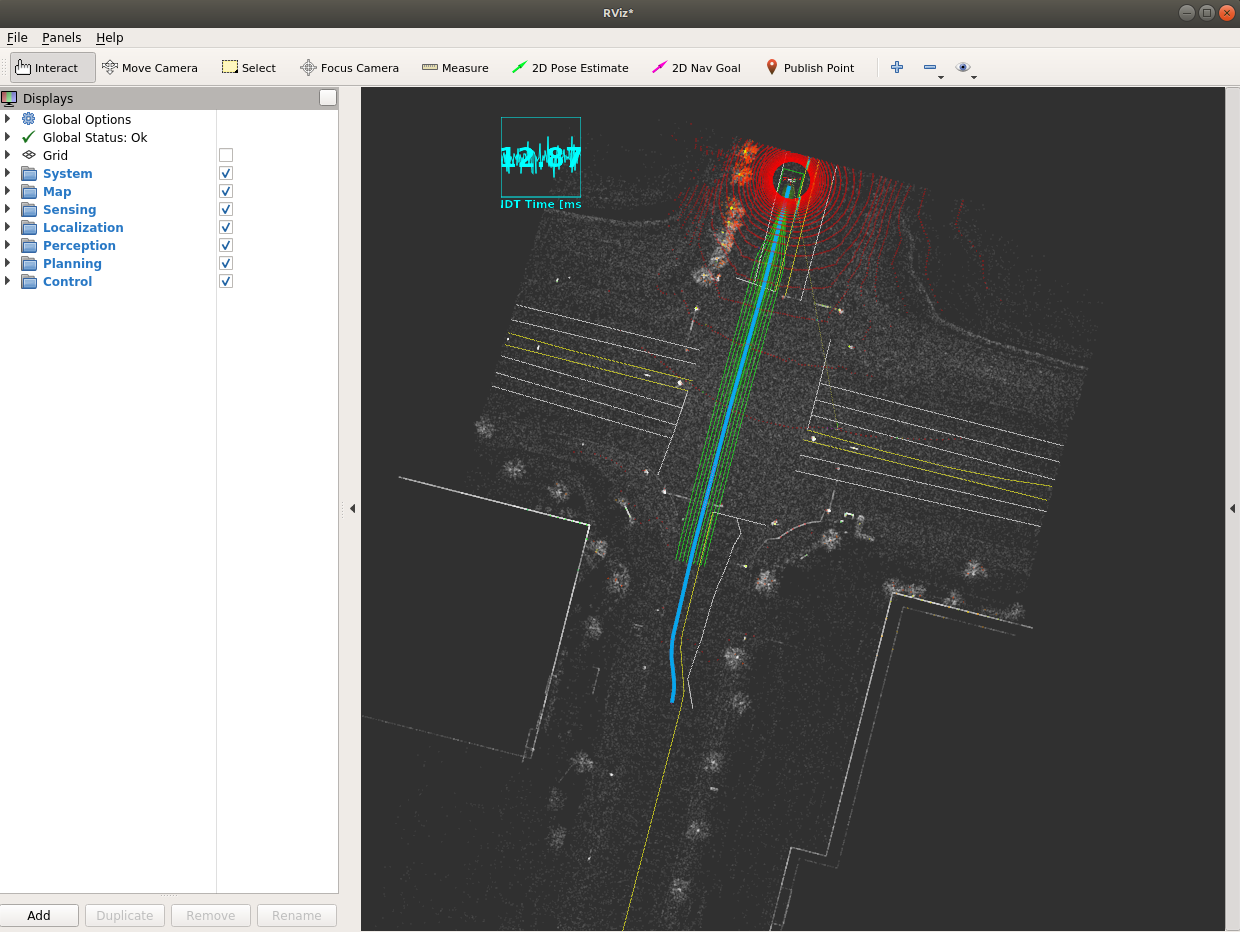 RViz*
File Panels Help
Interact Move Camera Select Focus Camera Measure 2D Pose Estimate 2D Nav Goal Publish Point
Displays
Global Options
Global Status: Ok
Grid
System
Map
Sensing
Localization
Perception
Planning
Control
12.87
NDT Time [ms
Add Duplicate Remove Rename